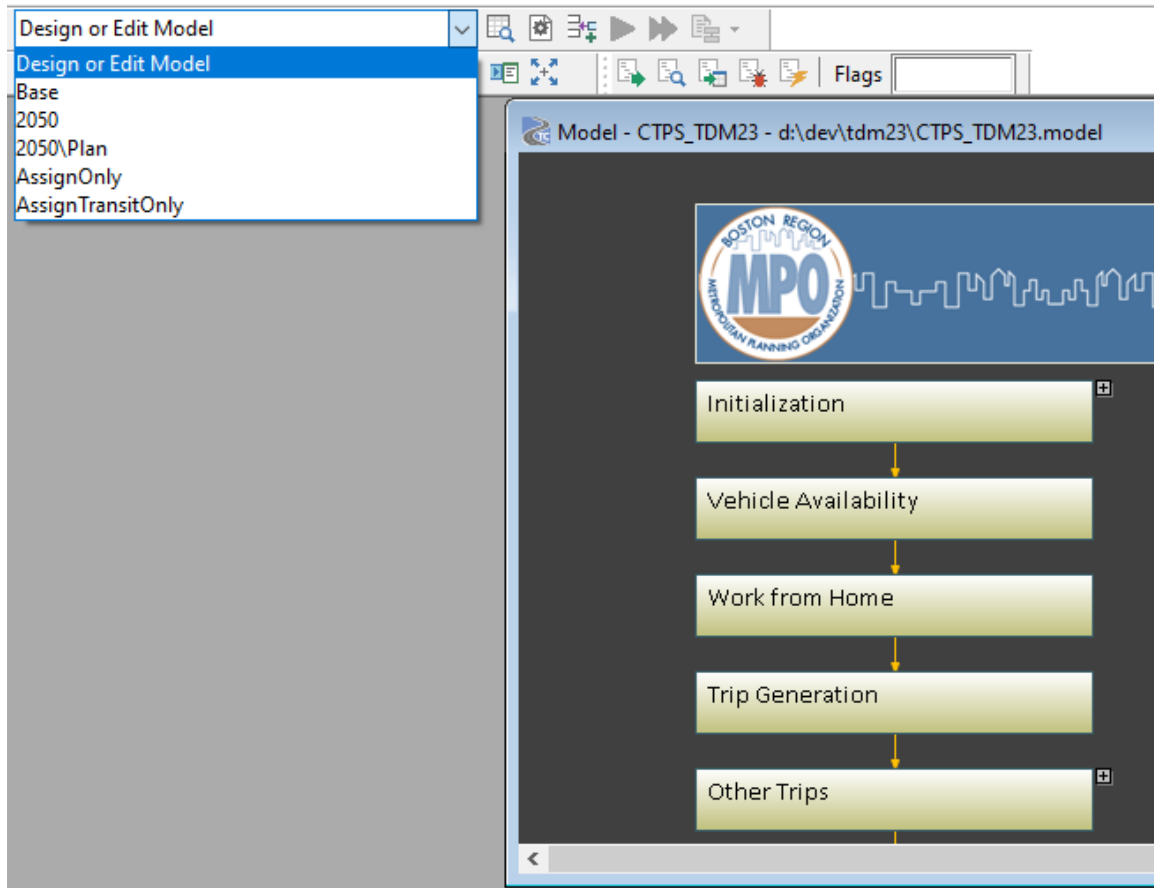 Design or Edit Model
Design or Edit Model
Base
2050
2050\Plan
AssignOnly
AssignTransitOnly
Flags
Model - CTPS_TDM23 - d:\dev\tdm23\CTPS_TDM23.model
BOSTON REGION
MPO
METROPOLITAN PLANNING ORGANIZATION
Initialization
Vehicle Availability
Work from Home
Trip Generation
Other Trips